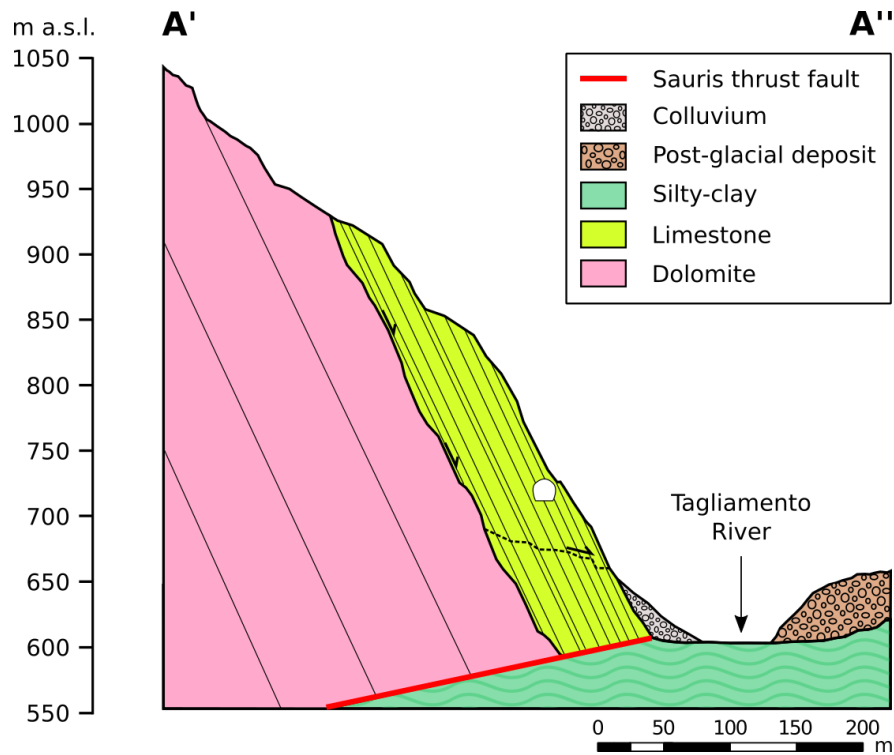 m a.s.l.
A'
A''
1050
1000
950
900
850
800
750
700
650
600
550
Sauris thrust fault
Colluvium
Post-glacial deposit
Silty-clay
Limestone
Dolomite
Tagliamento
River
0 50 100 150 200
m